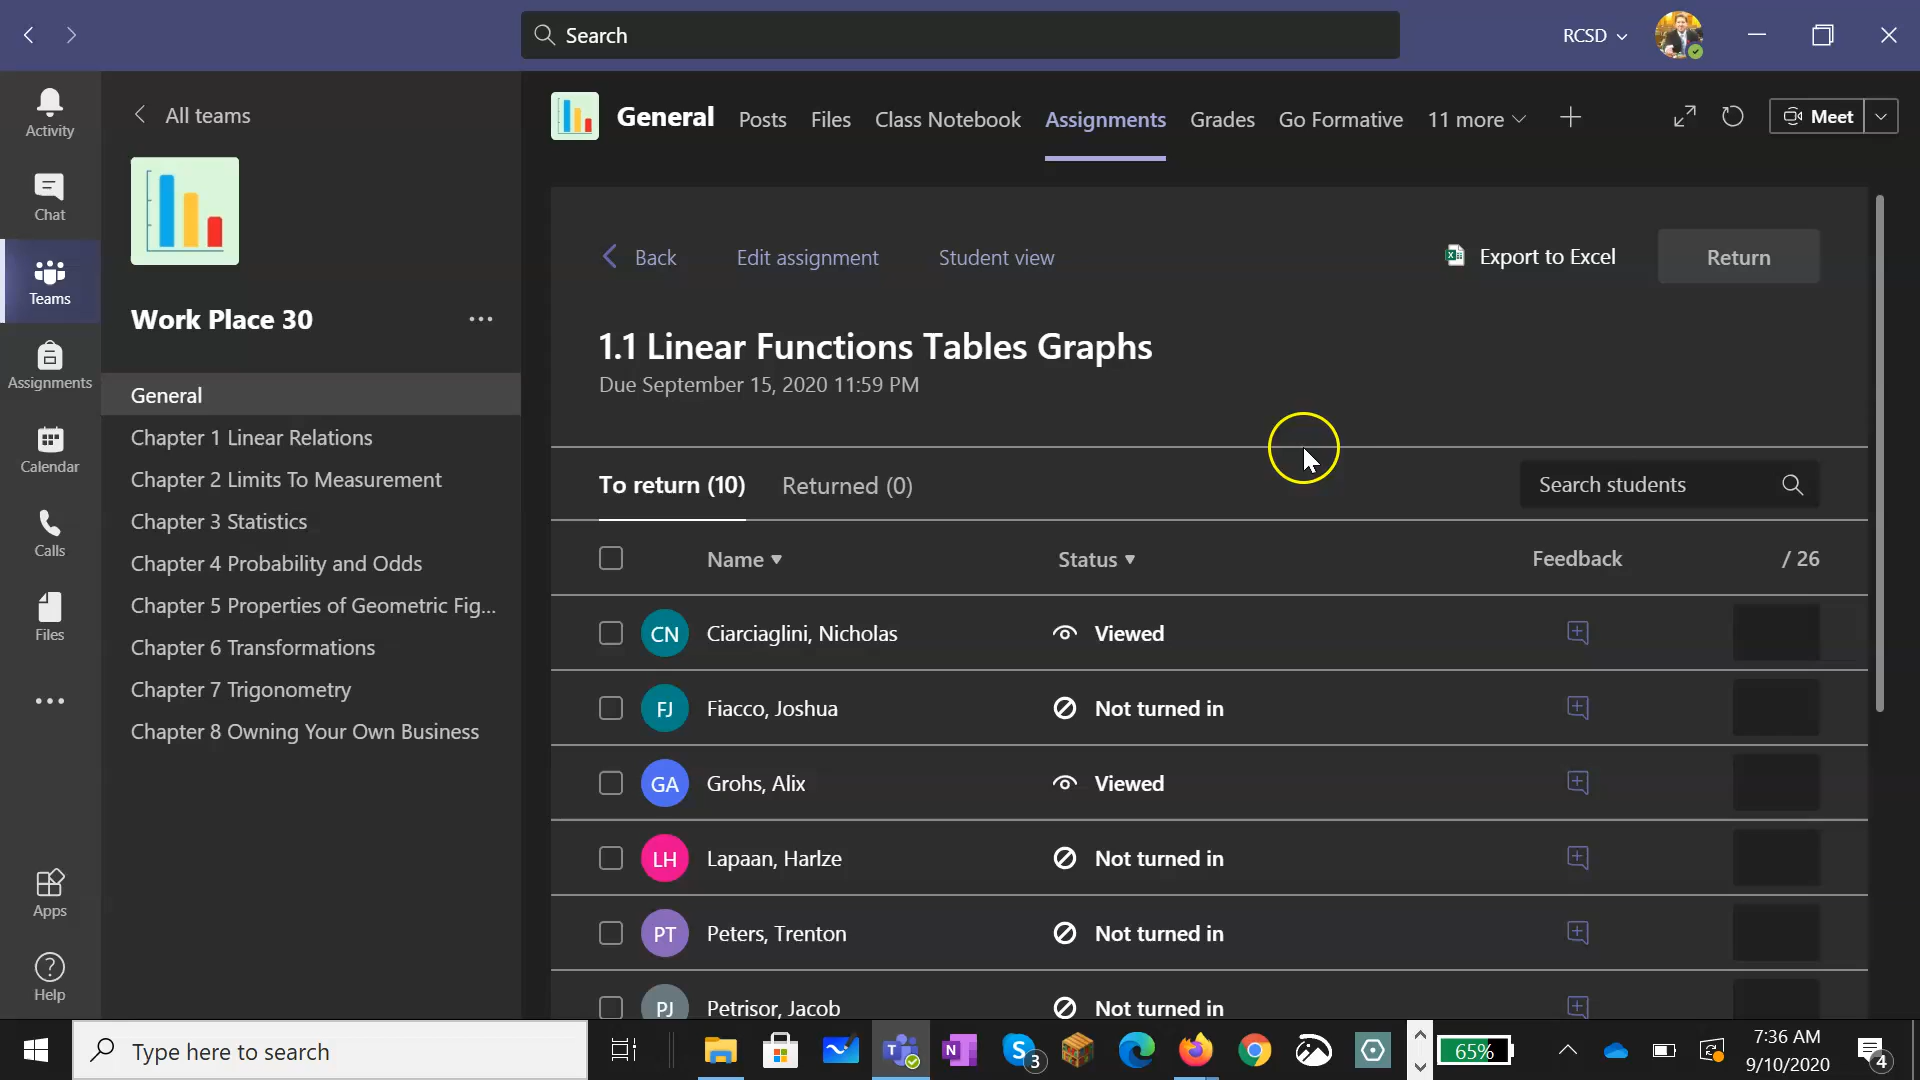 Search
RCSD
Activity
Chat
Teams
Assignments
Calendar
Calls
Files
Apps
Help
All teams
Work Place 30
General
Chapter 1 Linear Relations
Chapter 2 Limits To Measurement
Chapter 3 Statistics
Chapter 4 Probability and Odds
Chapter 5 Properties of Geometric Fig...
Chapter 6 Transformations
Chapter 7 Trigonometry
Chapter 8 Owning Your Own Business
General Posts Files Class Notebook Assignments Grades Go Formative 11 more
Meet
Back Edit assignment Student view Export to Excel Return
1.1 Linear Functions Tables Graphs
Due September 15, 2020 11:59 PM
To return (10) Returned (0) Search students
Name Status Feedback / 26
CN Ciarciaglini, Nicholas Viewed
FJ Fiacco, Joshua Not turned in
GA Grohs, Alix Viewed
LH Lapaan, Harlze Not turned in
PT Peters, Trenton Not turned in
PJ Petrisor, Jacob Not turned in
Type here to search
T
N
S 3
65%
7:36 AM
9/10/2020
4